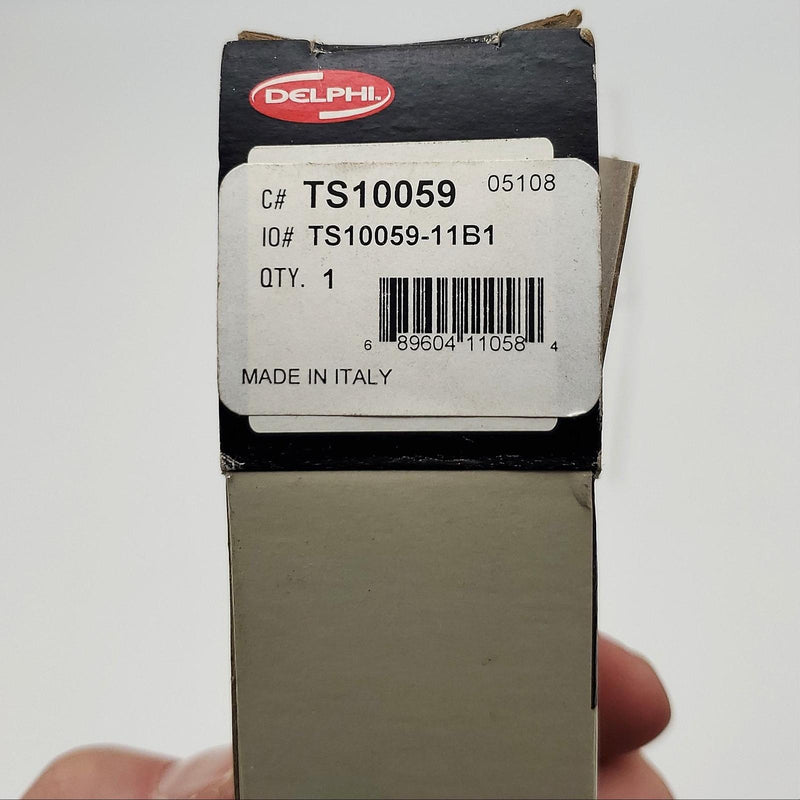 DELPHI
C# TS10059 05108
IO# TS10059-11B1
QTY. 1
6 89604 11058 4
MADE IN ITALY